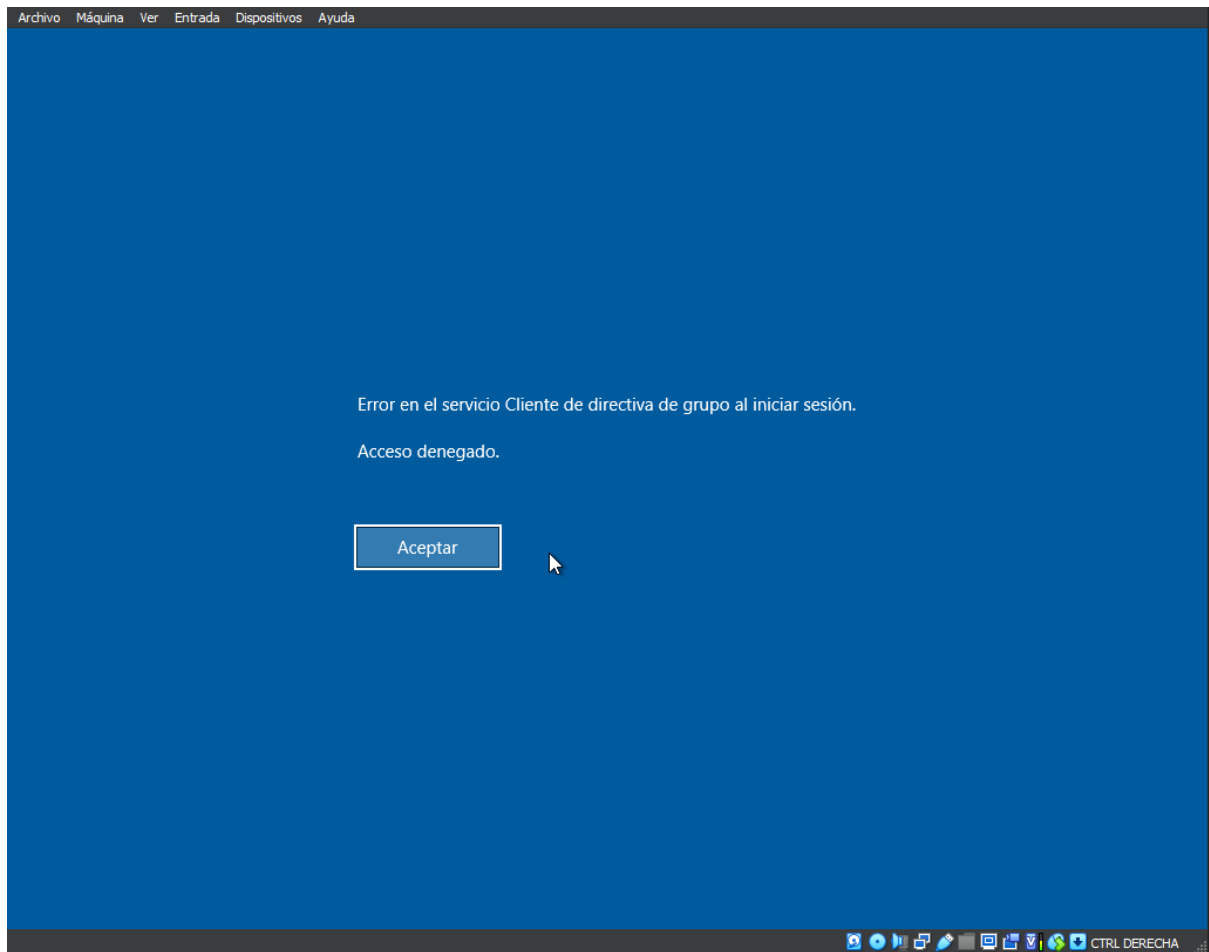 Archivo Máquina Ver Entrada Dispositivos Ayuda
Error en el servicio Cliente de directiva de grupo al iniciar sesión.
Acceso denegado.
Aceptar
CTRL DERECHA